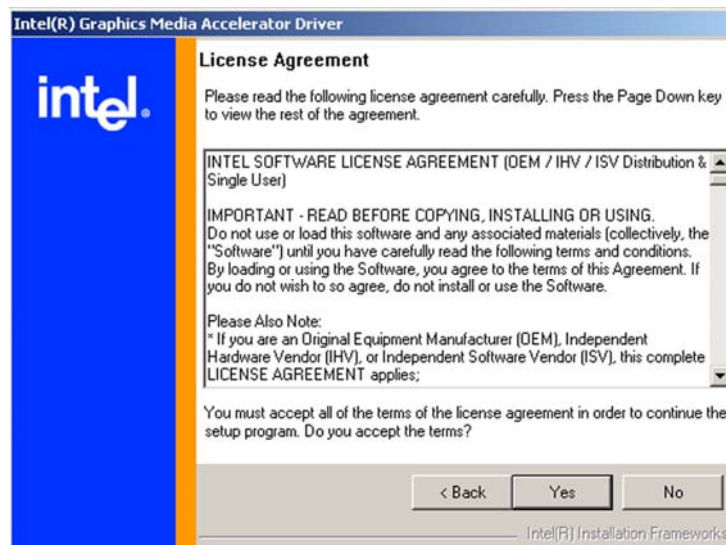 Intel(R) Graphics Media Accelerator Driver
intel®
License Agreement
Please read the following license agreement carefully. Press the Page Down key
to view the rest of the agreement.
INTEL SOFTWARE LICENSE AGREEMENT (OEM / IHV / ISV Distribution &
Single User)
IMPORTANT - READ BEFORE COPYING, INSTALLING OR USING.
Do not use or load this software and any associated materials (collectively, the
"Software") until you have carefully read the following terms and conditions.
By loading or using the Software, you agree to the terms of this Agreement. If
you do not wish to so agree, do not install or use the Software.
Please Also Note:
* If you are an Original Equipment Manufacturer (OEM), Independent
Hardware Vendor (IHV), or Independent Software Vendor (ISV), this complete
LICENSE AGREEMENT applies;
You must accept all of the terms of the license agreement in order to continue the
setup program. Do you accept the terms?
< Back
Yes
No
Intel(R) Installation Frameworks